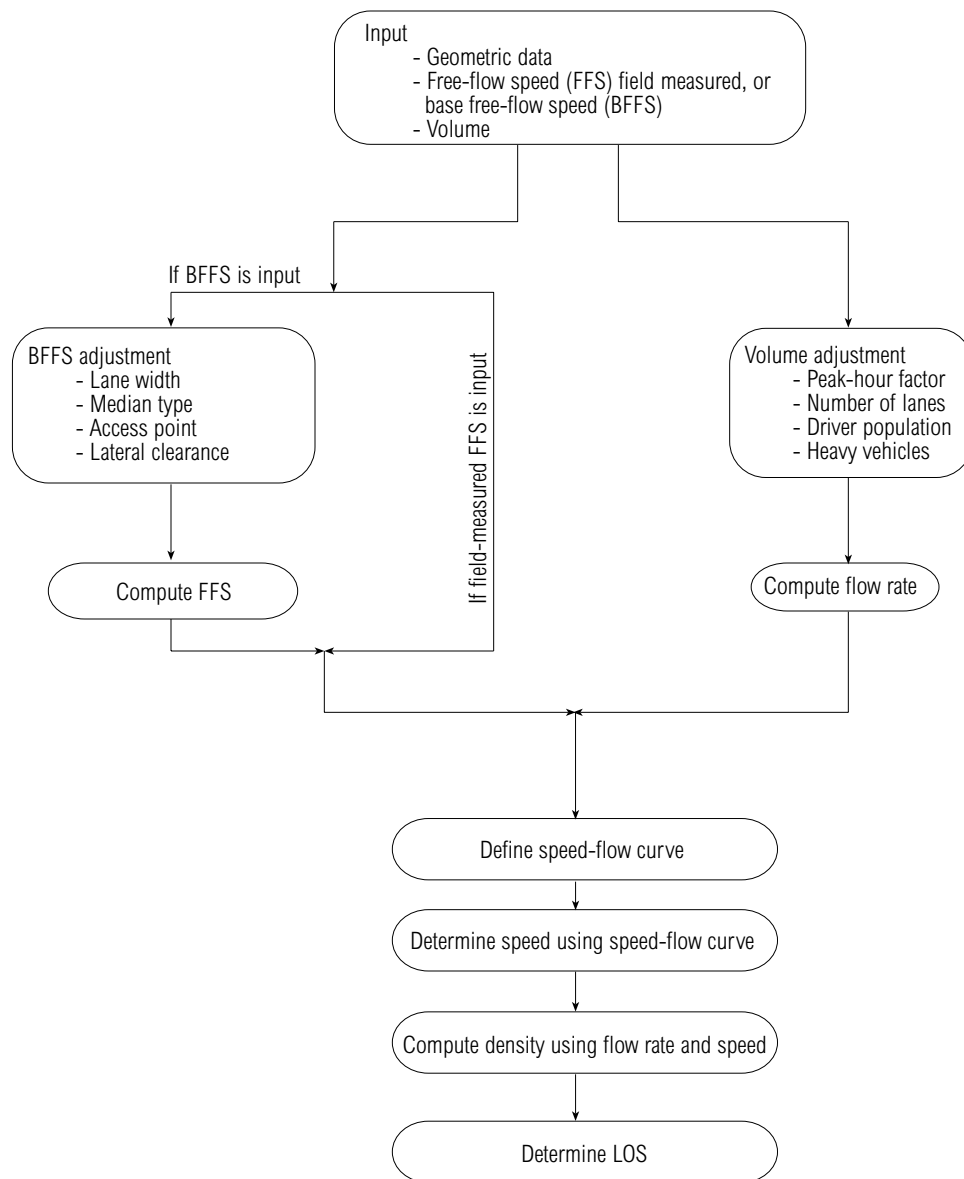 Input
- Geometric data
- Free-flow speed (FFS) field measured, or
base free-flow speed (BFFS)
- Volume
If BFFS is input
BFFS adjustment
- Lane width
- Median type
- Access point
- Lateral clearance
If field-measured FFS is input
Volume adjustment
- Peak-hour factor
- Number of lanes
- Driver population
- Heavy vehicles
Compute FFS
Compute flow rate
Define speed-flow curve
Determine speed using speed-flow curve
Compute density using flow rate and speed
Determine LOS